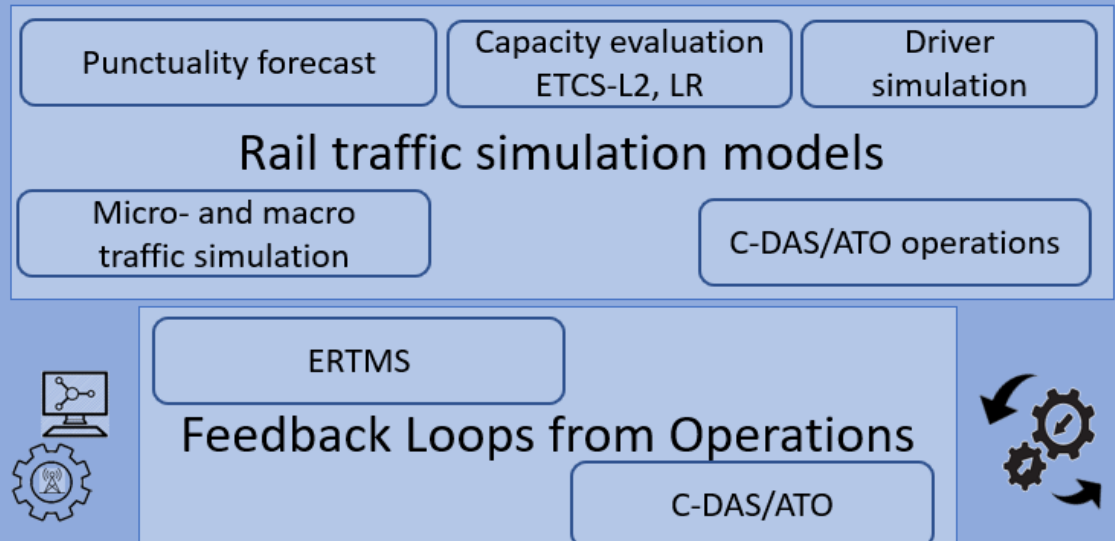 Punctuality forecast
Capacity evaluation
ETCS-L2, LR
Driver
simulation
Rail traffic simulation models
Micro- and macro
traffic simulation
C-DAS/ATO operations
ERTMS
Feedback Loops from Operations
C-DAS/ATO